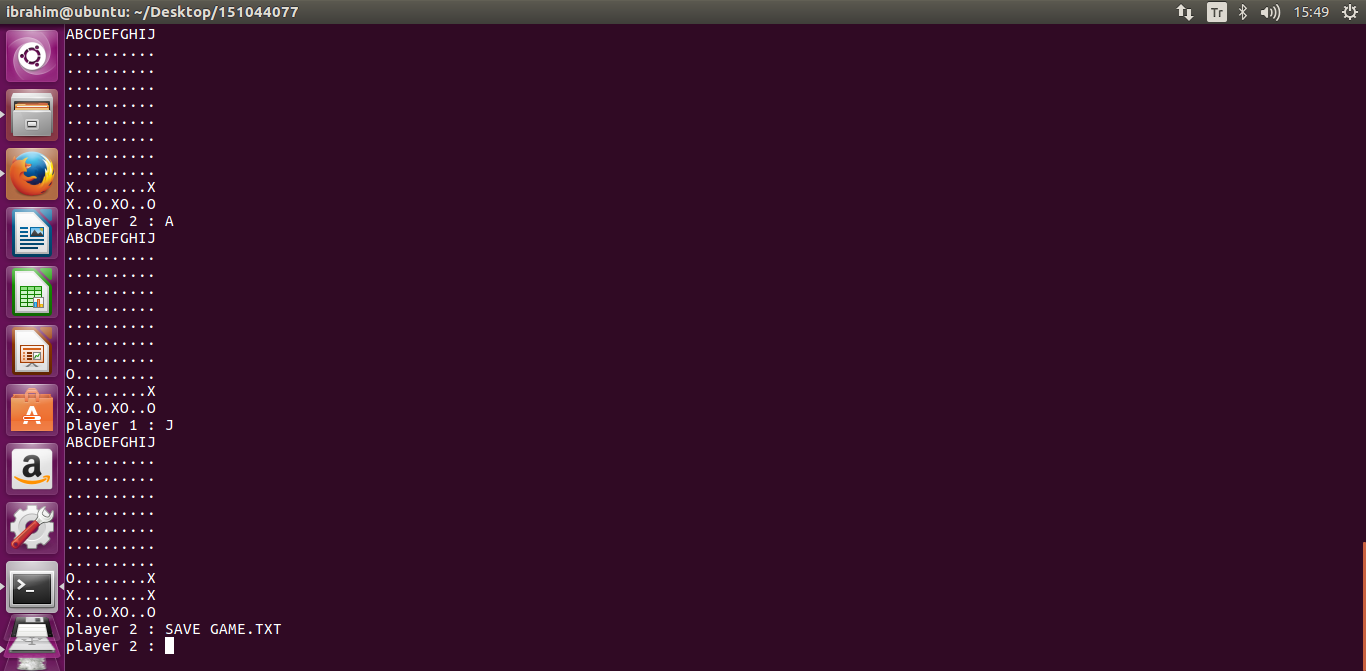 ibrahim@ubuntu: ~/Desktop/151044077
Tr
15:49
ABCDEFGHIJ
..........
..........
..........
..........
..........
..........
..........
..........
X........X
X..O.XO..O
player 2 : A
ABCDEFGHIJ
..........
..........
..........
..........
..........
..........
..........
O.........
X........X
X..O.XO..O
player 1 : J
ABCDEFGHIJ
..........
..........
..........
..........
..........
..........
..........
O........X
X........X
X..O.XO..O
player 2 : SAVE GAME.TXT
player 2 :